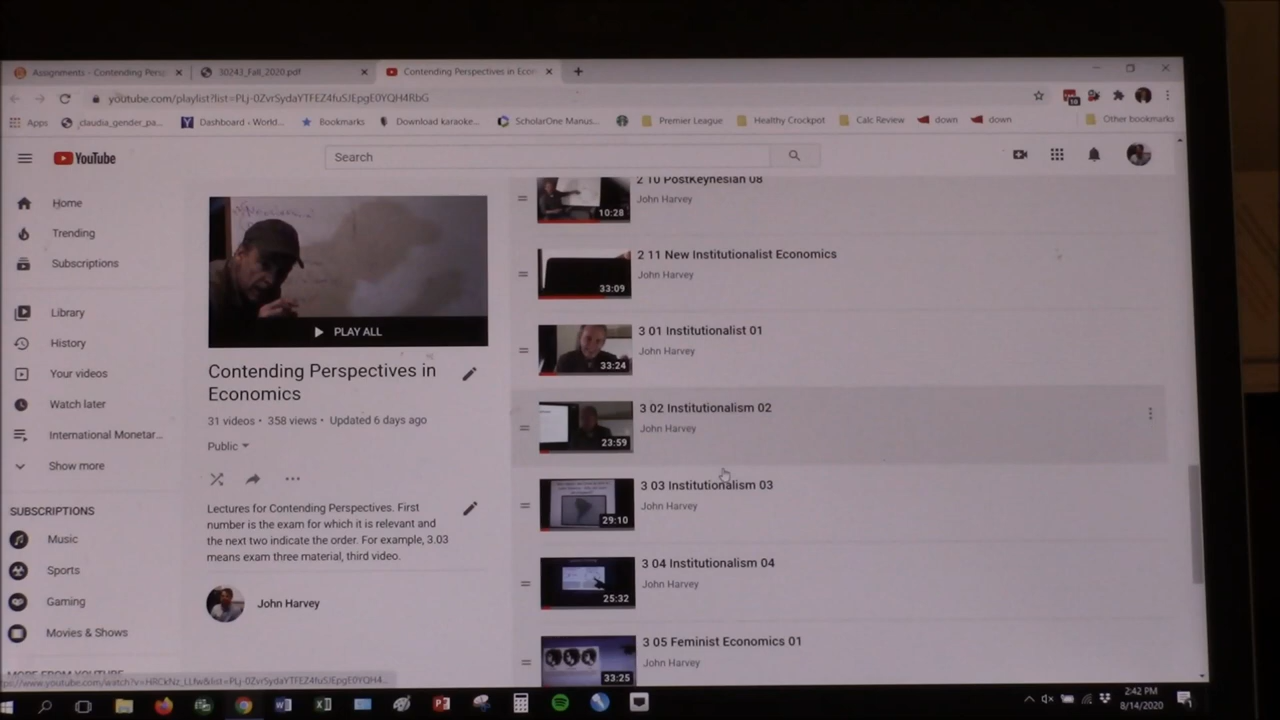 Assignments - Contending Persp
30243_Fall_2020.pdf
Contending Perspectives in Econ
youtube.com/playlist?list=PLj-0ZvrSydaYTFEZ4fuSJEpgE0YQH4RbG
Apps
claudia_gender_pa...
Dashboard - World...
Bookmarks
Download karaoke...
ScholarOne Manus...
Premier League
Healthy Crockpot
Calc Review
down
down
Other bookmarks
YouTube
Search
Home
Trending
Subscriptions
Library
History
Your videos
Watch later
International Monetar...
Show more
SUBSCRIPTIONS
Music
Sports
Gaming
Movies & Shows
MORE FROM YOUTUBE
PLAY ALL
Contending Perspectives in
Economics
31 videos • 358 views • Updated 6 days ago
Public
Lectures for Contending Perspectives. First
number is the exam for which it is relevant and
the next two indicate the order. For example, 3.03
means exam three material, third video.
John Harvey
2 10 PostKeynesian 08
John Harvey
10:28
2 11 New Institutionalist Economics
John Harvey
33:09
3 01 Institutionalist 01
John Harvey
33:24
3 02 Institutionalism 02
John Harvey
23:59
3 03 Institutionalism 03
John Harvey
29:10
3 04 Institutionalism 04
John Harvey
25:32
3 05 Feminist Economics 01
John Harvey
33:25
2:42 PM
8/14/2020